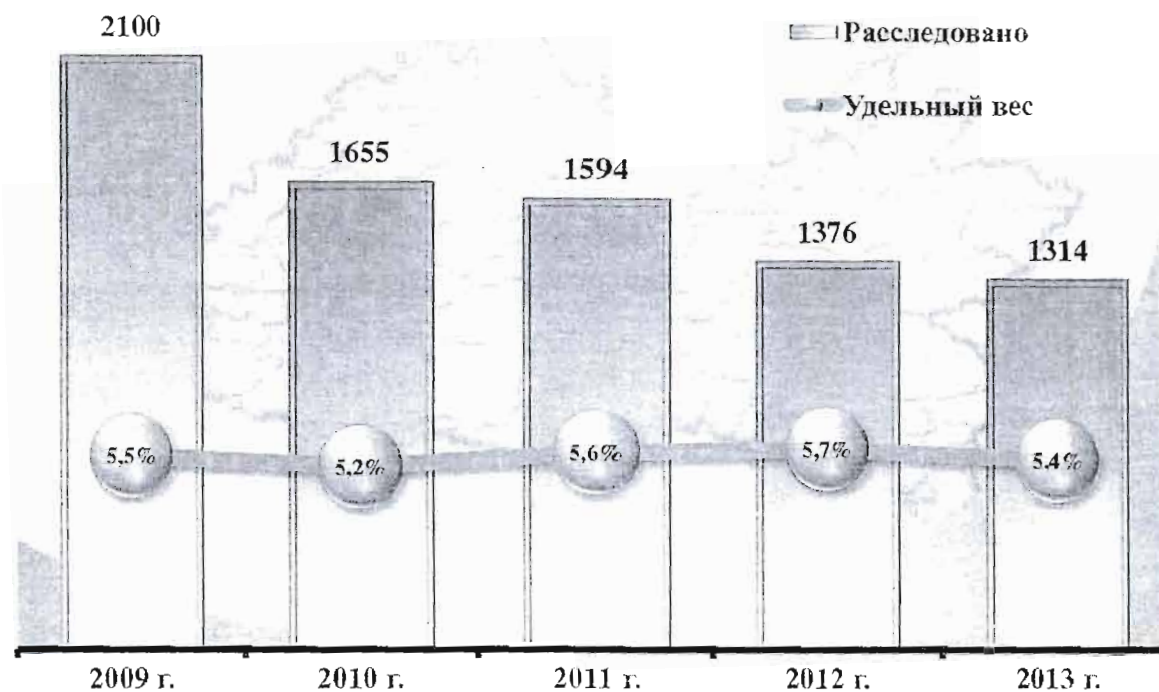 2100
Расследовано
Удельный вес
1655
1594
1376
1314
5,5%
5,2%
5,6%
5,7%
5.4%
2009 г.
2010 г.
2011 г.
2012 г.
2013 г.